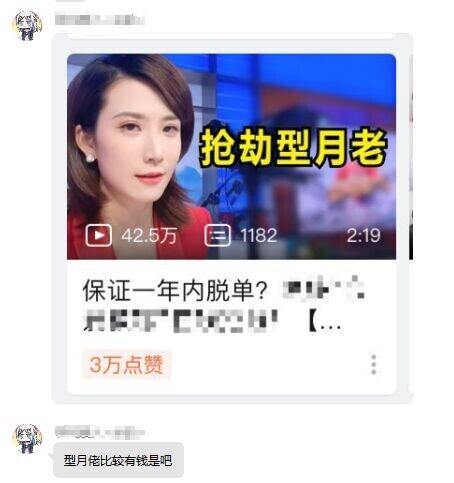 抢劫型月老
42.5万 1182 2:19
保证一年内脱单?
【...
3万点赞
型月佬比较有钱是吧